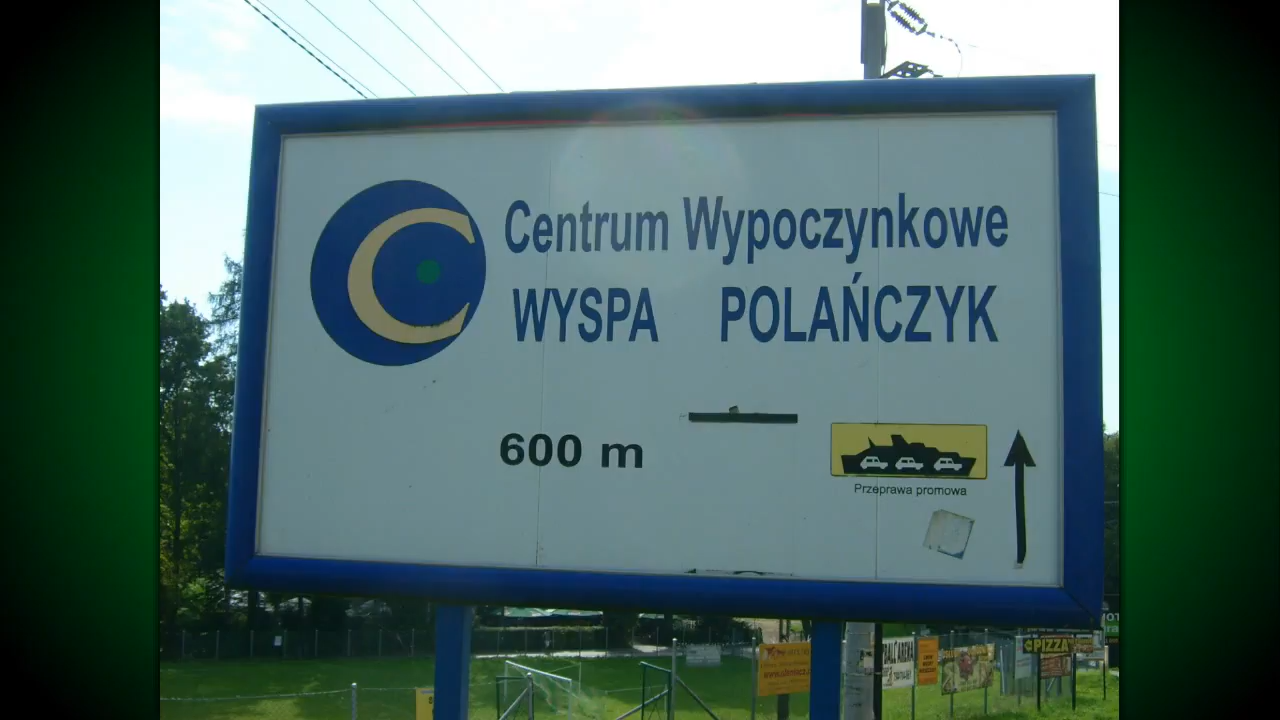 Centrum Wypoczynkowe
WYSPA POLAŃCZYK
600 m
Przeprawa promowa
PIZZA